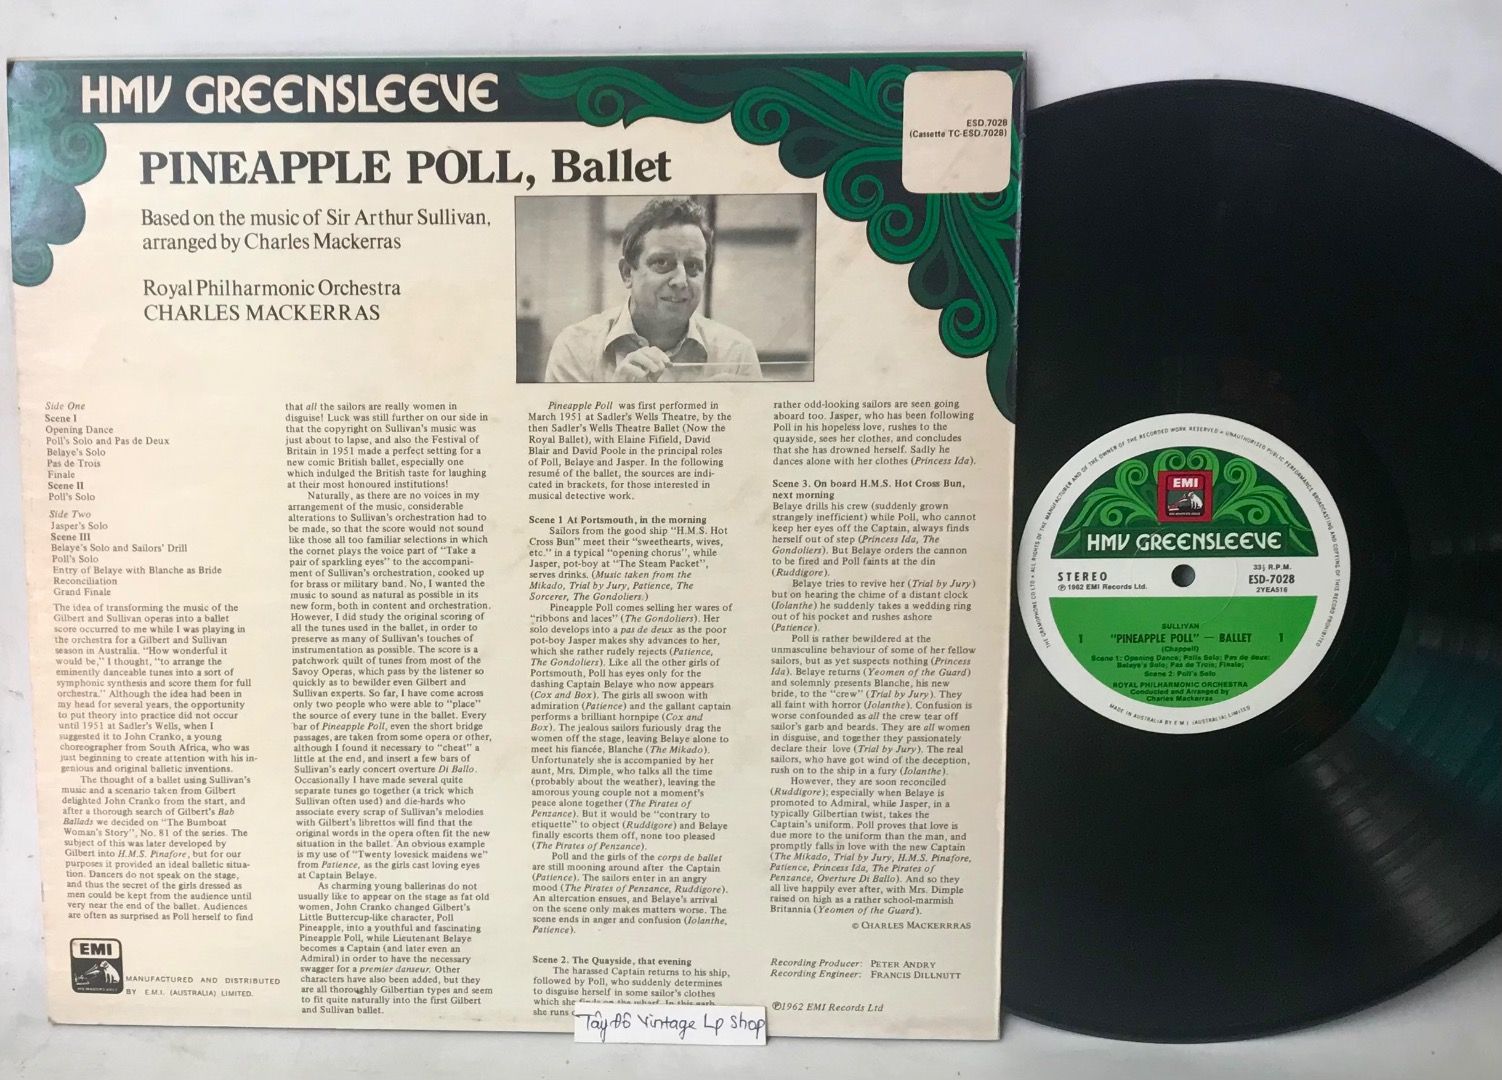 HMV GREENSLEEVE
ESD.7028
(Cassette TC-ESD.7028)
PINEAPPLE POLL, Ballet
Based on the music of Sir Arthur Sullivan,
arranged by Charles Mackerras
Royal Philharmonic Orchestra
CHARLES MACKERRAS
Side One
Scene I
Opening Dance
Poll's Solo and Pas de Deux
Belaye's Solo
Pas de Trois
Finale
Scene II
Poll's Solo
Side Two
Jasper's Solo
Scene III
Belaye's Solo and Sailors' Drill
Poll's Solo
Entry of Belaye with Blanche as Bride
Reconciliation
Grand Finale
The idea of transforming the music of the
Gilbert and Sullivan operas into a ballet
score occurred to me while I was playing in
the orchestra for a Gilbert and Sullivan
season in Australia. "How wonderful it
would be," I thought, "to arrange the
eminently danceable tunes into a sort of
symphonic synthesis and score them for full
orchestra." Although the idea had been in
my head for several years, the opportunity
to put theory into practice did not occur
until 1951 at Sadler's Wells, when I
suggested it to John Cranko, a young
choreographer from South Africa, who was
just beginning to create attention with his in-
genious and original balletic inventions.
The thought of a ballet using Sullivan's
music and a scenario taken from Gilbert
delighted John Cranko from the start, and
after a thorough search of Gilbert's Bab
Ballads we decided on "The Bumboat
Woman's Story", No. 81 of the series. The
subject of this was later developed by
Gilbert into H.M.S. Pinafore, but for our
purposes it provided an ideal balletic situa-
tion. Dancers do not speak on the stage,
and thus the secret of the girls dressed as
men could be kept from the audience until
very near the end of the ballet. Audiences
are often as surprised as Poll herself to find
that all the sailors are really women in
disguise! Luck was still further on our side in
that the copyright on Sullivan's music was
just about to lapse, and also the Festival of
Britain in 1951 made a perfect setting for a
new comic British ballet, especially one
which indulged the British taste for laughing
at their most honoured institutions!
Naturally, as there are no voices in my
arrangement of the music, considerable
alterations to Sullivan's orchestration had to
be made, so that the score would not sound
like those all too familiar selections in which
the cornet plays the voice part of "Take a
pair of sparkling eyes" to the accompani-
ment of Sullivan's orchestration, cooked up
for brass or military band. No, I wanted the
music to sound as natural as possible in its
new form, both in content and orchestration.
However, I did study the original scoring of
all the tunes used in the ballet, in order to
preserve as many of Sullivan's touches of
instrumentation as possible. The score is a
patchwork quilt of tunes from most of the
Savoy Operas, which pass by the listener so
quickly as to bewilder even Gilbert and
Sullivan experts. So far, I have come across
only two people who were able to "place"
the source of every tune in the ballet. Every
bar of Pineapple Poll, even the short bridge
passages, are taken from some opera or other,
although I found it necessary to "cheat" a
little at the end, and insert a few bars of
Sullivan's early concert overture Di Ballo.
Occasionally I have made several quite
separate tunes go together (a trick which
Sullivan often used) and die-hards who
associate every scrap of Sullivan's melodies
with Gilbert's librettos will find that the
original words in the opera often fit the new
situation in the ballet. An obvious example
is my use of "Twenty lovesick maidens we"
from Patience, as the girls cast loving eyes
at Captain Belaye.
As charming young ballerinas do not
usually like to appear on the stage as fat old
women, John Cranko changed Gilbert's
Little Buttercup-like character, Poll
Pineapple, into a youthful and fascinating
Pineapple Poll, while Lieutenant Belaye
becomes a Captain (and later even an
Admiral) in order to have the necessary
swagger for a premier danseur. Other
characters have also been added, but they
are all thoroughly Gilbertian types and seem
to fit quite naturally into the first Gilbert
and Sullivan ballet.
Pineapple Poll was first performed in
March 1951 at Sadler's Wells Theatre, by the
then Sadler's Wells Theatre Ballet (Now the
Royal Ballet), with Elaine Fifield, David
Blair and David Poole in the principal roles
of Poll, Belaye and Jasper. In the following
resumé of the ballet, the sources are indi-
cated in brackets, for those interested in
musical detective work.
Scene 1 At Portsmouth, in the morning
Sailors from the good ship "H.M.S. Hot
Cross Bun" meet their "sweethearts, wives,
etc." in a typical "opening chorus", while
Jasper, pot-boy at "The Steam Packet",
serves drinks. (Music taken from the
Mikado, Trial by Jury, Patience, The
Sorcerer, The Gondoliers.)
Pineapple Poll comes selling her wares of
"ribbons and laces" (The Gondoliers). Her
solo develops into a pas de deux as the poor
pot-boy Jasper makes shy advances to her,
which she rather rudely rejects (Patience,
The Gondoliers). Like all the other girls of
Portsmouth, Poll has eyes only for the
dashing Captain Belaye who now appears
(Cox and Box). The girls all swoon with
admiration (Patience) and the gallant captain
performs a brilliant hornpipe (Cox and
Box). The jealous sailors furiously drag the
women off the stage, leaving Belaye alone to
meet his fiancée, Blanche (The Mikado).
Unfortunately she is accompanied by her
aunt, Mrs. Dimple, who talks all the time
(probably about the weather), leaving the
amorous young couple not a moment's
peace alone together (The Pirates of
Penzance). But it would be "contrary to
etiquette" to object (Ruddigore) and Belaye
finally escorts them off, none too pleased
(The Pirates of Penzance).
Poll and the girls of the corps de ballet
are still mooning around after the Captain
(Patience). The sailors enter in an angry
mood (The Pirates of Penzance, Ruddigore).
An altercation ensues, and Belaye's arrival
on the scene only makes matters worse. The
scene ends in anger and confusion (Iolanthe,
Patience).
Scene 2. The Quayside, that evening
The harassed Captain returns to his ship,
followed by Poll, who suddenly determines
to disguise herself in some sailor's clothes
which she finds on the wharf. In this garb
she runs
rather odd-looking sailors are seen going
aboard too. Jasper, who has been following
Poll in his hopeless love, rushes to the
quayside, sees her clothes, and concludes
that she has drowned herself. Sadly he
dances alone with her clothes (Princess Ida).
Scene 3. On board H.M.S. Hot Cross Bun,
next morning
Belaye drills his crew (suddenly grown
strangely inefficient) while Poll, who cannot
keep her eyes off the Captain, always finds
herself out of step (Princess Ida, The
Gondoliers). But Belaye orders the cannon
to be fired and Poll faints at the din
(Ruddigore).
Belaye tries to revive her (Trial by Jury)
but on hearing the chime of a distant clock
(Iolanthe) he suddenly takes a wedding ring
out of his pocket and rushes ashore
(Patience).
Poll is rather bewildered at the
unmasculine behaviour of some of her fellow
sailors, but as yet suspects nothing (Princess
Ida). Belaye returns (Yeomen of the Guard)
and solemnly presents Blanche, his new
bride, to the "crew" (Trial by Jury). They
all faint with horror (Iolanthe). Confusion is
worse confounded as all the crew tear off
sailor's garb and beards. They are all women
in disguise, and together they passionately
declare their love (Trial by Jury). The real
sailors, who have got wind of the deception,
rush on to the ship in a fury (Iolanthe).
However, they are soon reconciled
(Ruddigore); especially when Belaye is
promoted to Admiral, while Jasper, in a
typically Gilbertian twist, takes the
Captain's uniform. Poll proves that love is
due more to the uniform than the man, and
promptly falls in love with the new Captain
(The Mikado, Trial by Jury, H.M.S. Pinafore,
Patience, Princess Ida, The Pirates of
Penzance, Overture Di Ballo). And so they
all live happily ever after, with Mrs. Dimple
raised on high as a rather school-marmish
Britannia (Yeomen of the Guard).
© CHARLES MACKERRRAS
Recording Producer: PETER ANDRY
Recording Engineer: FRANCIS DILLNUTT
℗1962 EMI Records Ltd
EMI
HIS MASTER'S VOICE
MANUFACTURED AND DISTRIBUTED
BY E.M.I. (AUSTRALIA) LIMITED.
Tây Đô Vintage Lp Shop
THE GRAMOPHONE CO LTD • ALL RIGHTS OF THE MANUFACTURER AND OF THE OWNER OF THE RECORDED WORK RESERVED • UNAUTHORISED PUBLIC PERFORMANCE BROADCASTING AND COPYING OF THIS RECORD PROHIBITED
EMI
HMV GREENSLEEVE
STEREO
℗ 1962 EMI Records Ltd.
33⅓ R.P.M.
ESD-7028
2YEA516
SULLIVAN
1 "PINEAPPLE POLL" — BALLET 1
(Chappell)
Scene 1: Opening Dance; Polls Solo; Pas de deux;
Belaye's Solo; Pas de Trois; Finale;
Scene 2: Poll's Solo
ROYAL PHILHARMONIC ORCHESTRA
Conducted and Arranged by
Charles Mackerras
MADE IN AUSTRALIA BY E.M.I. (AUSTRALIA) LIMITED